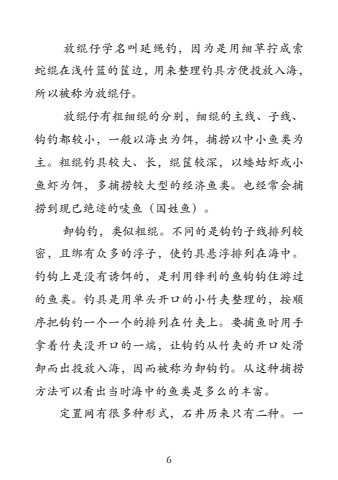 放绲仔学名叫延绳钓，因为是用细草拧成索
蛇绲在浅竹篮的筐边，用来整理钓具方便投放入海，
所以被称为放绲仔。
放绲仔有粗细绲的分别，细绲的主线、子线、
钩钓都较小，一般以海虫为饵，捕捞以中小鱼类为
主。粗绲钓具较大、长，绲筐较深，以蝼蛄虾或小
鱼虾为饵，多捕捞较大型的经济鱼类。也经常会捕
捞到现已绝迹的唛鱼（国姓鱼）。
卸钩钓，类似粗绲。不同的是钩钓子线排列较
密，且绑有众多的浮子，使钓具悬浮排列在海中。
钓钩上是没有诱饵的，是利用锋利的鱼钩钩住游过
的鱼类。钓具是用单头开口的小竹夹整理的，按顺
序把钩钓一个一个的排列在竹夹上。要捕鱼时用手
拿着竹夹没开口的一端，让钩钓从竹夹的开口处滑
卸而出投放入海，因而被称为卸钩钓。从这种捕捞
方法可以看出当时海中的鱼类是多么的丰富。
定置网有很多种形式，石井历来只有二种。一
6